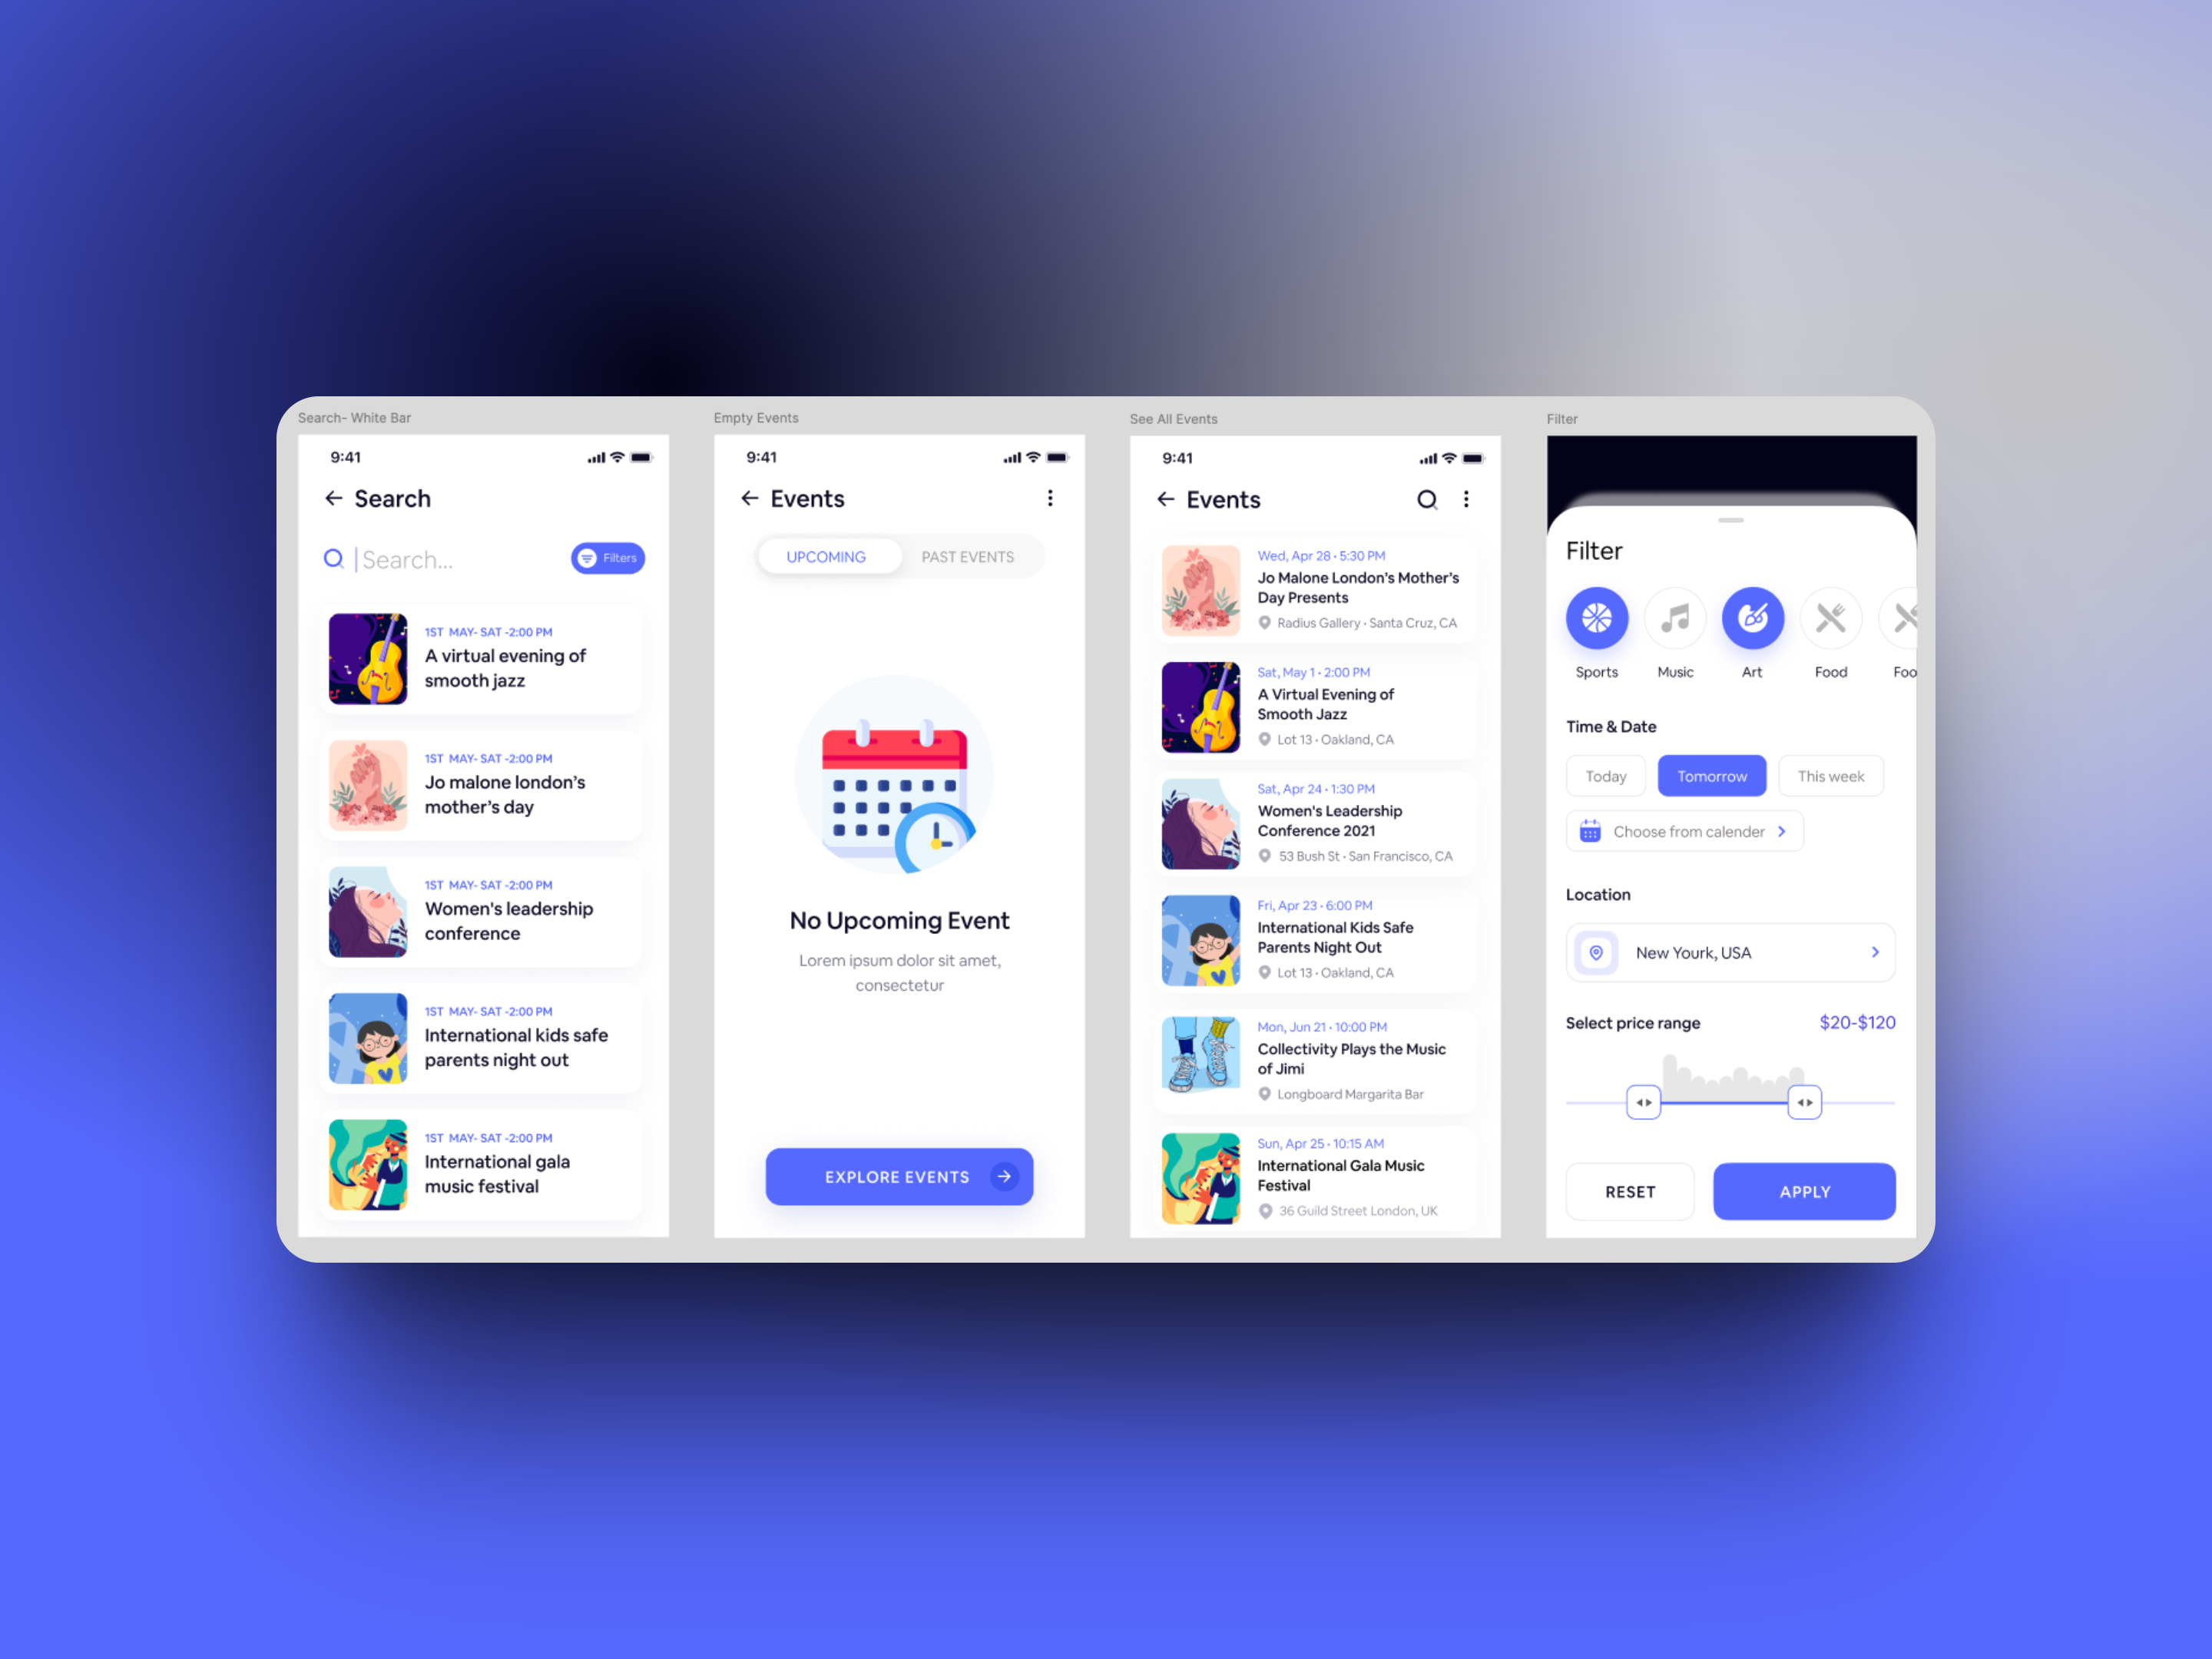 Search- White Bar
9:41
Search
Search...
Filters
1ST MAY- SAT -2:00 PM
A virtual evening of
smooth jazz
1ST MAY- SAT -2:00 PM
Jo malone london’s
mother’s day
1ST MAY- SAT -2:00 PM
Women's leadership
conference
1ST MAY- SAT -2:00 PM
International kids safe
parents night out
1ST MAY- SAT -2:00 PM
International gala
music festival
Empty Events
9:41
Events
UPCOMING
PAST EVENTS
No Upcoming Event
Lorem ipsum dolor sit amet,
consectetur
EXPLORE EVENTS
See All Events
9:41
Events
Wed, Apr 28 • 5:30 PM
Jo Malone London’s Mother’s
Day Presents
Radius Gallery • Santa Cruz, CA
Sat, May 1 • 2:00 PM
A Virtual Evening of
Smooth Jazz
Lot 13 • Oakland, CA
Sat, Apr 24 • 1:30 PM
Women's Leadership
Conference 2021
53 Bush St • San Francisco, CA
Fri, Apr 23 • 6:00 PM
International Kids Safe
Parents Night Out
Lot 13 • Oakland, CA
Mon, Jun 21 • 10:00 PM
Collectivity Plays the Music
of Jimi
Longboard Margarita Bar
Sun, Apr 25 • 10:15 AM
International Gala Music
Festival
36 Guild Street London, UK
Filter
Filter
Sports
Music
Art
Food
Foo
Time & Date
Today
Tomorrow
This week
Choose from calender
Location
New Yourk, USA
Select price range
$20-$120
RESET
APPLY